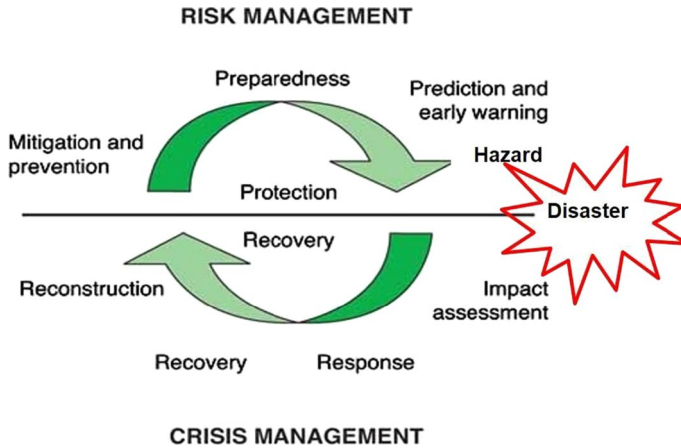 RISK MANAGEMENT
Preparedness
Prediction and
early warning
Mitigation and
prevention
Hazard
Protection
Disaster
Recovery
Reconstruction
Impact
assessment
Recovery
Response
CRISIS MANAGEMENT